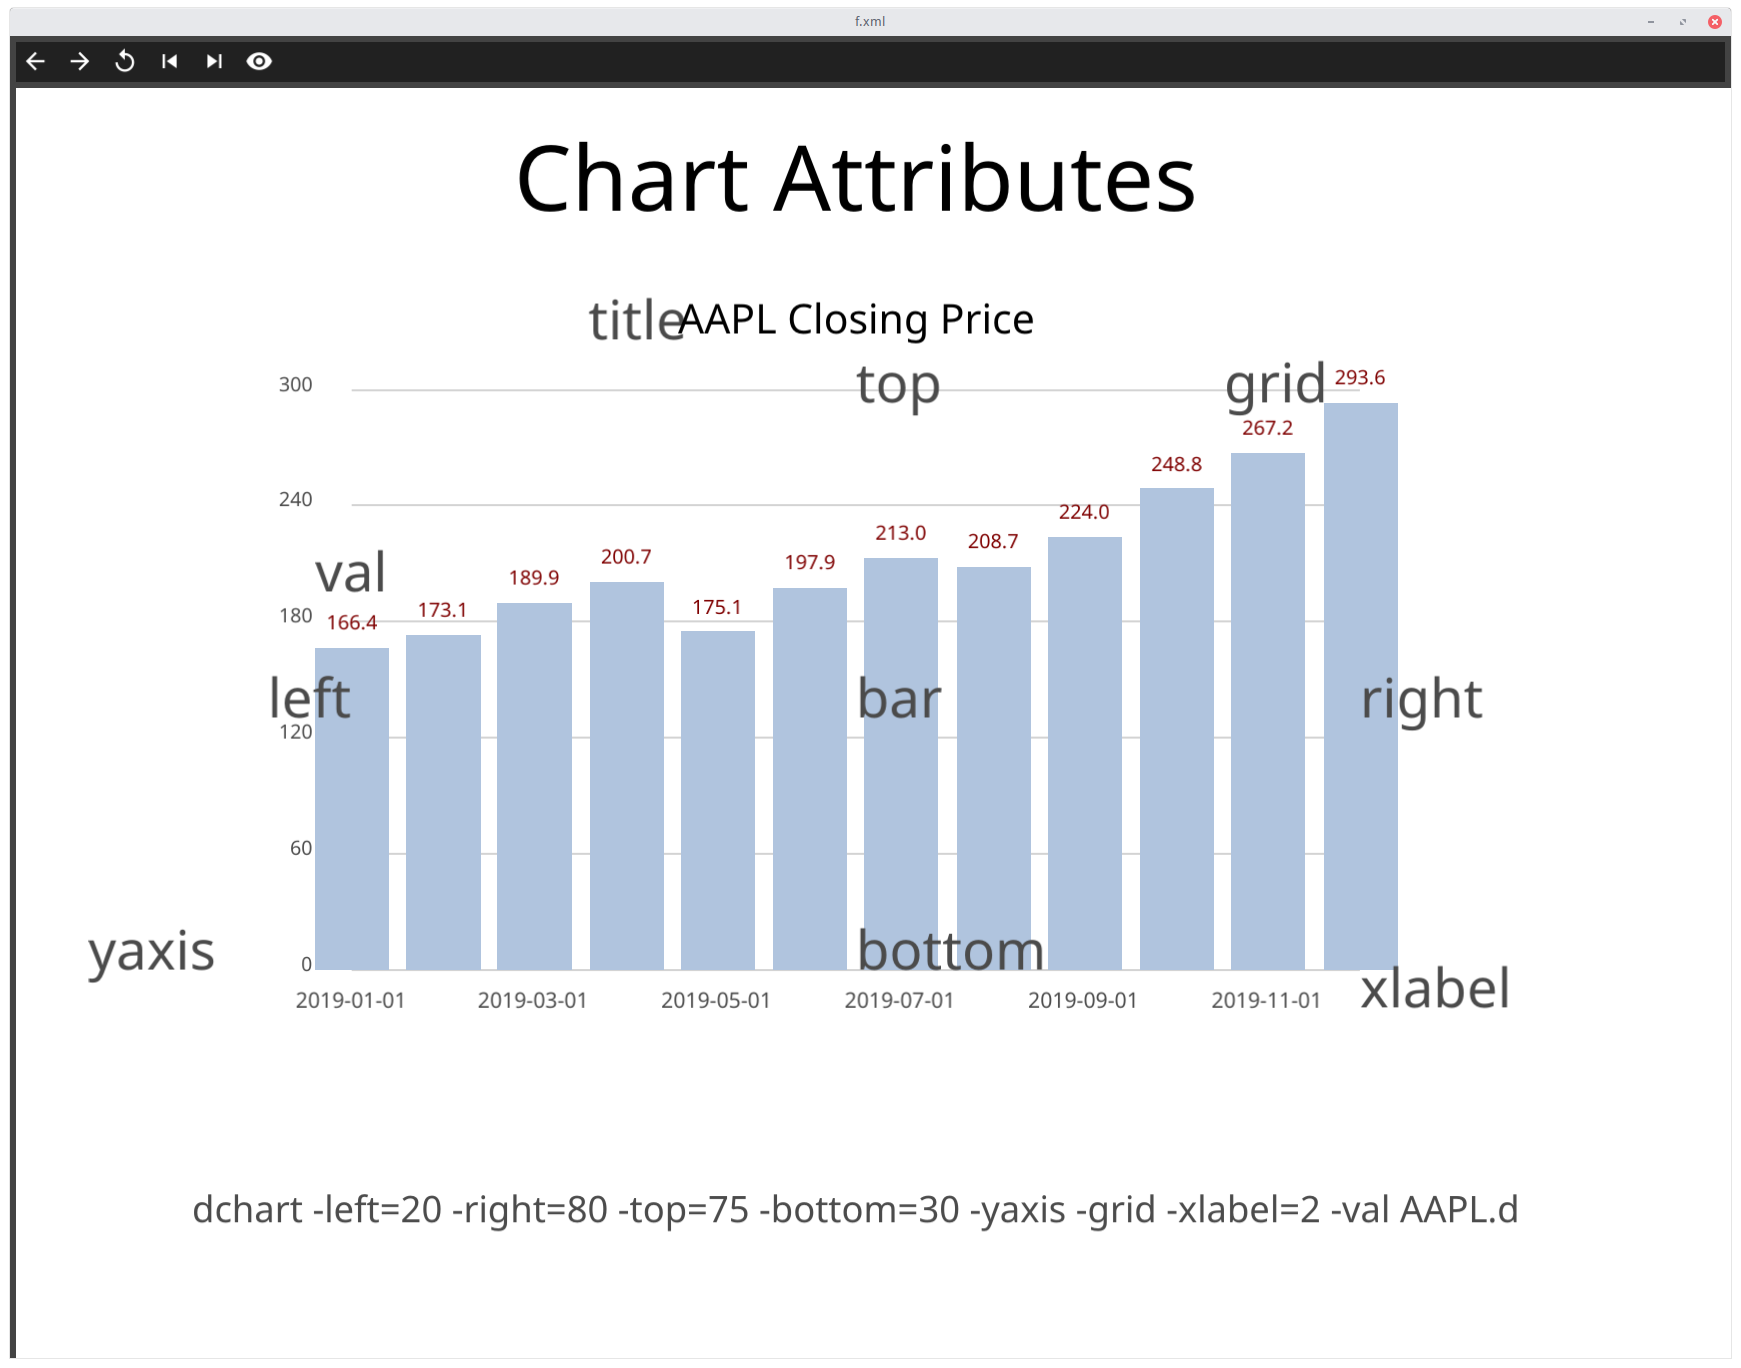 f.xml
Chart Attributes
title AAPL Closing Price
top
grid
300
293.6
267.2
248.8
240
224.0
213.0
208.7
200.7
197.9
189.9
val
175.1
173.1
166.4
180
left
bar
right
120
60
yaxis
bottom
0
xlabel
2019-01-01 2019-03-01 2019-05-01 2019-07-01 2019-09-01 2019-11-01
dchart -left=20 -right=80 -top=75 -bottom=30 -yaxis -grid -xlabel=2 -val AAPL.d